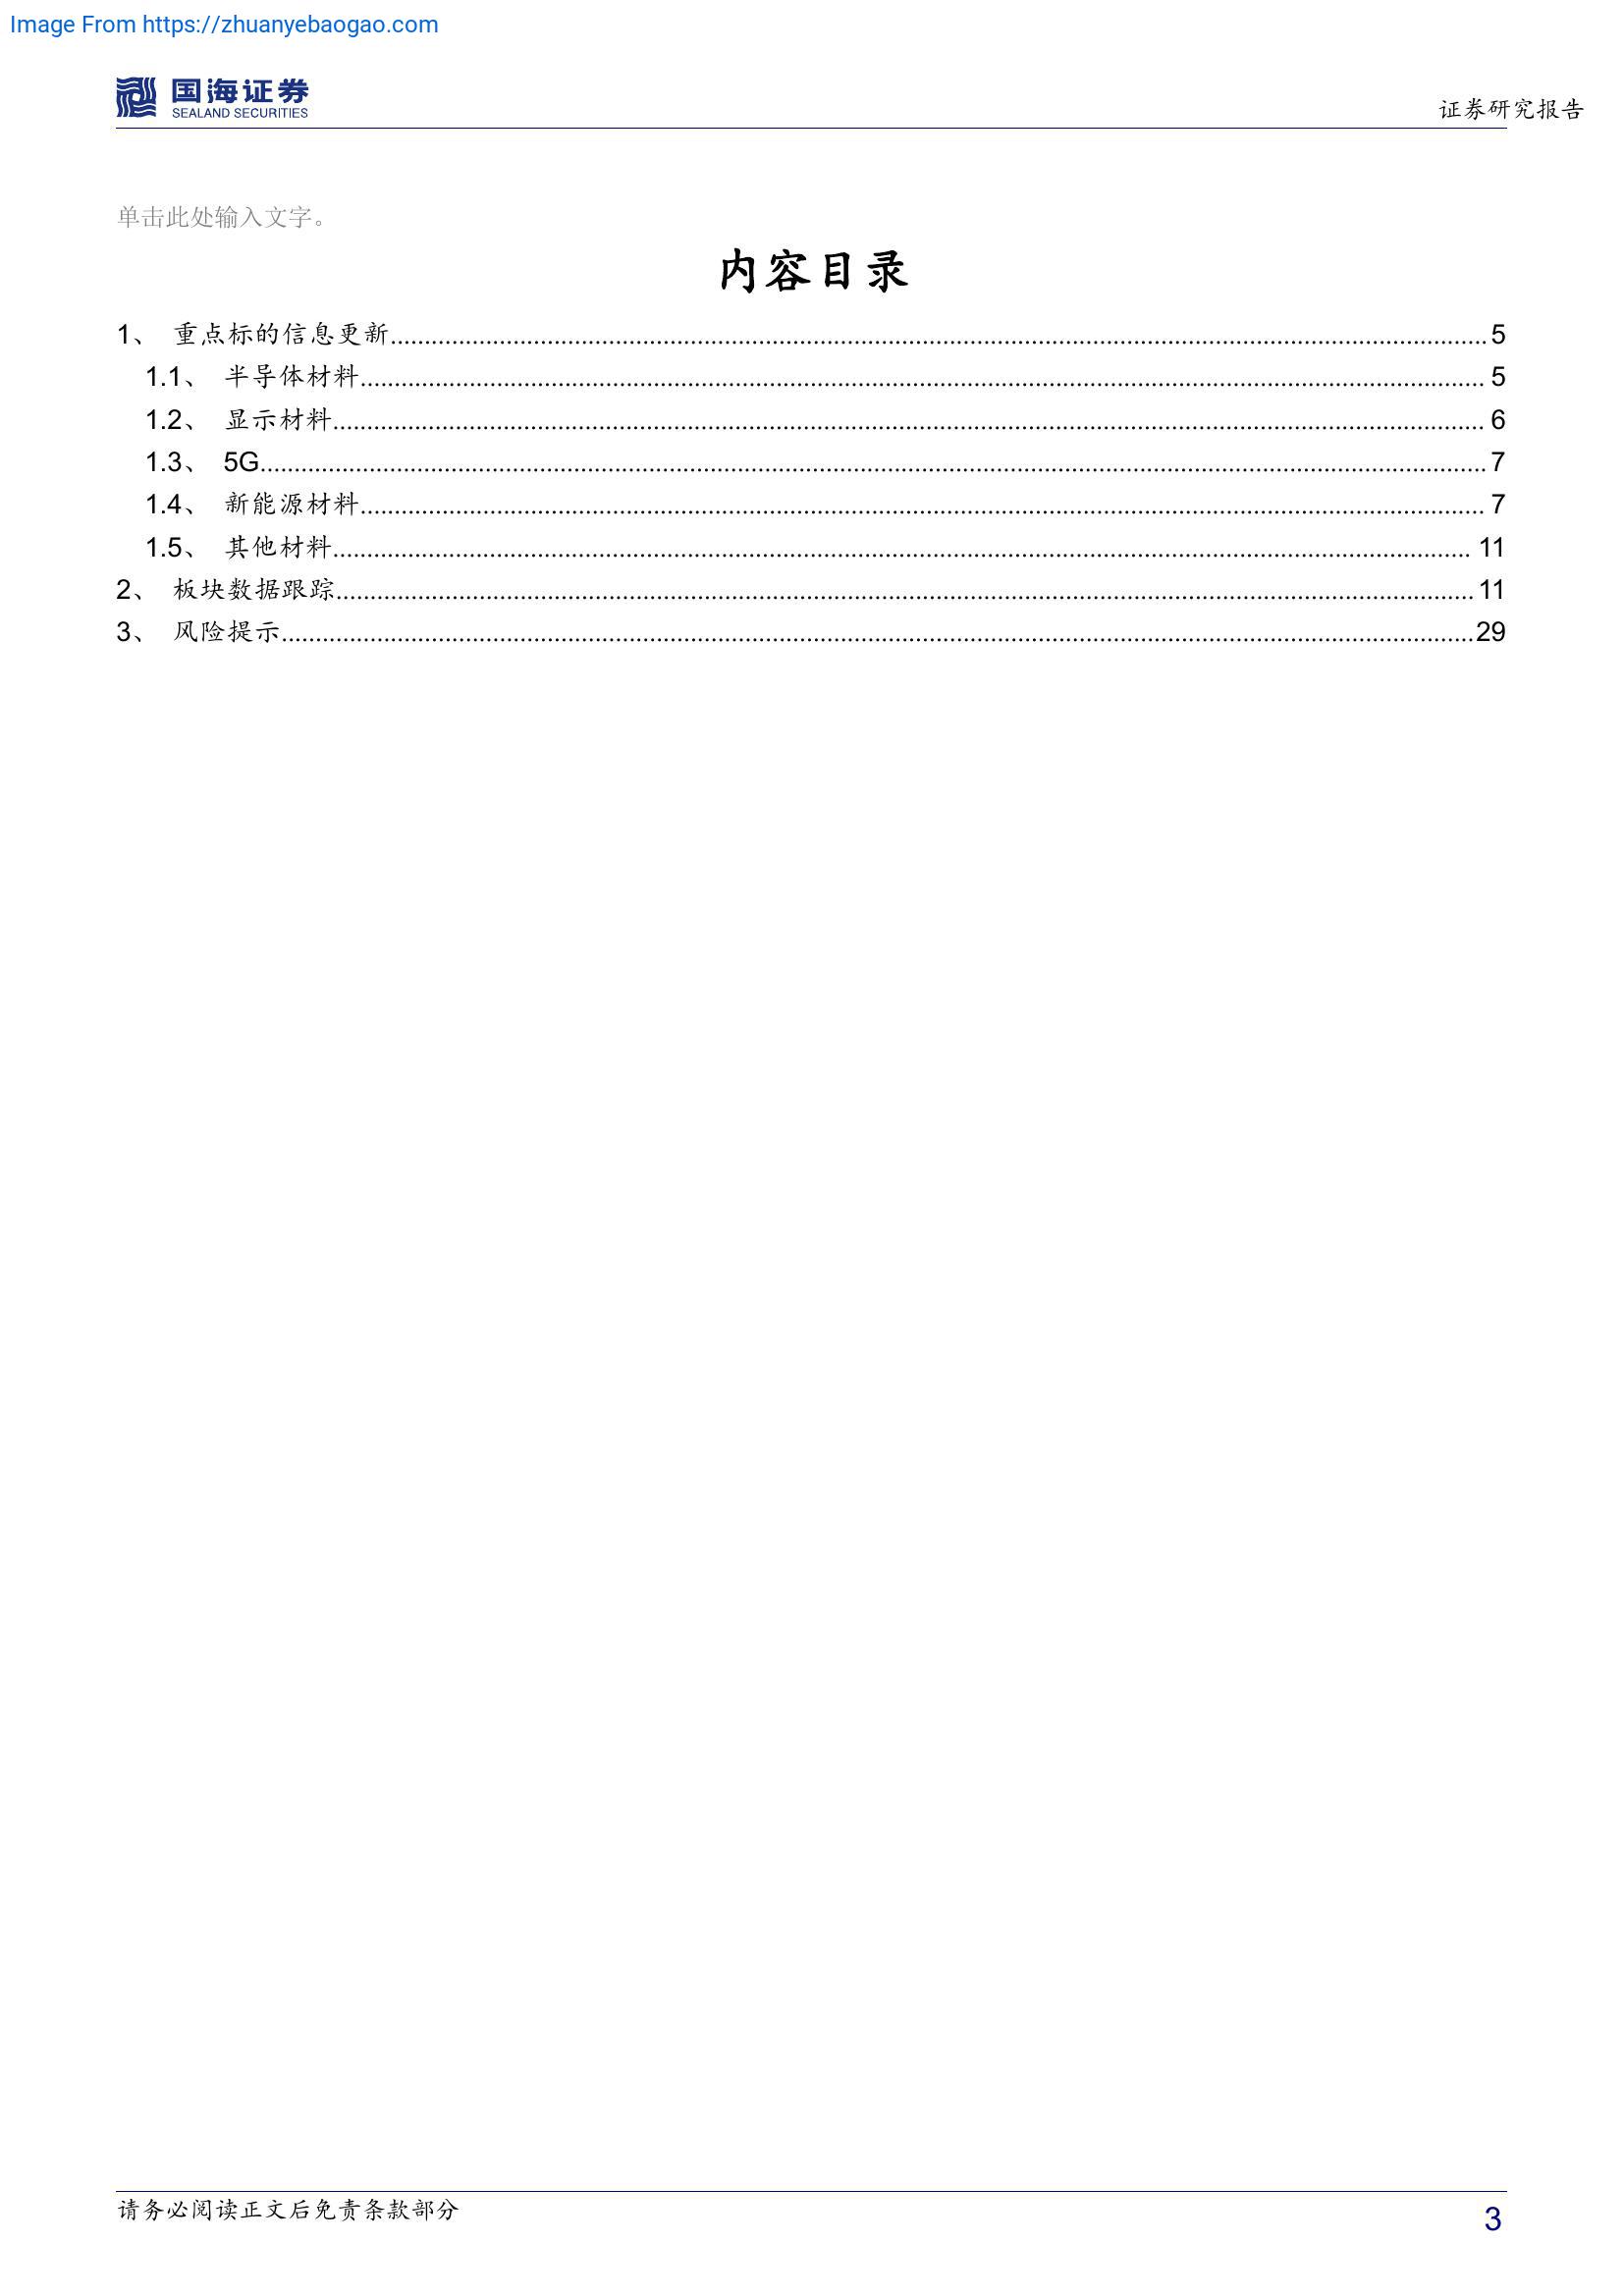 Image From https://zhuanyebaogao.com
国海证券
SEALAND SECURITIES
证券研究报告
单击此处输入文字。
内容目录
1、 重点标的信息更新 5
1.1、 半导体材料 5
1.2、 显示材料 6
1.3、 5G 7
1.4、 新能源材料 7
1.5、 其他材料 11
2、 板块数据跟踪 11
3、 风险提示 29
请务必阅读正文后免责条款部分
3